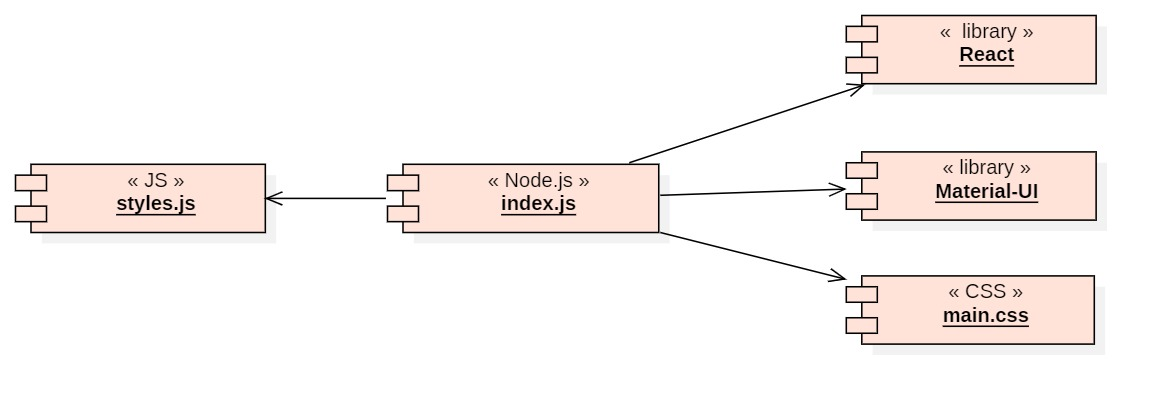 «  library »
React
« JS »
styles.js
« Node.js »
index.js
« library »
Material-UI
« CSS »
main.css